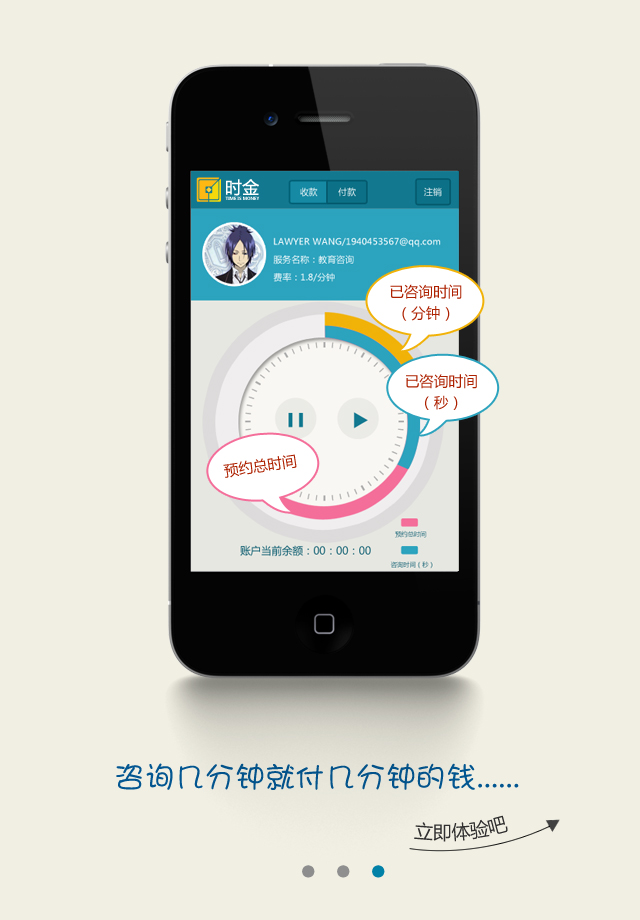 时金
TIME IS MONEY
收款
付款
注销
LAWYER WANG/1940453567@qq.com
服务名称：教育咨询
费率：1.8/分钟
已咨询时间
（分钟）
已咨询时间
（秒）
预约总时间
预约总时间
账户当前余额：00：00：00
咨询时间（秒）
咨询几分钟就付几分钟的钱......
立即体验吧